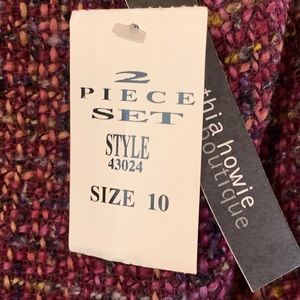 2
PIECE
SET
STYLE
43024
SIZE 10
thia howie
boutique